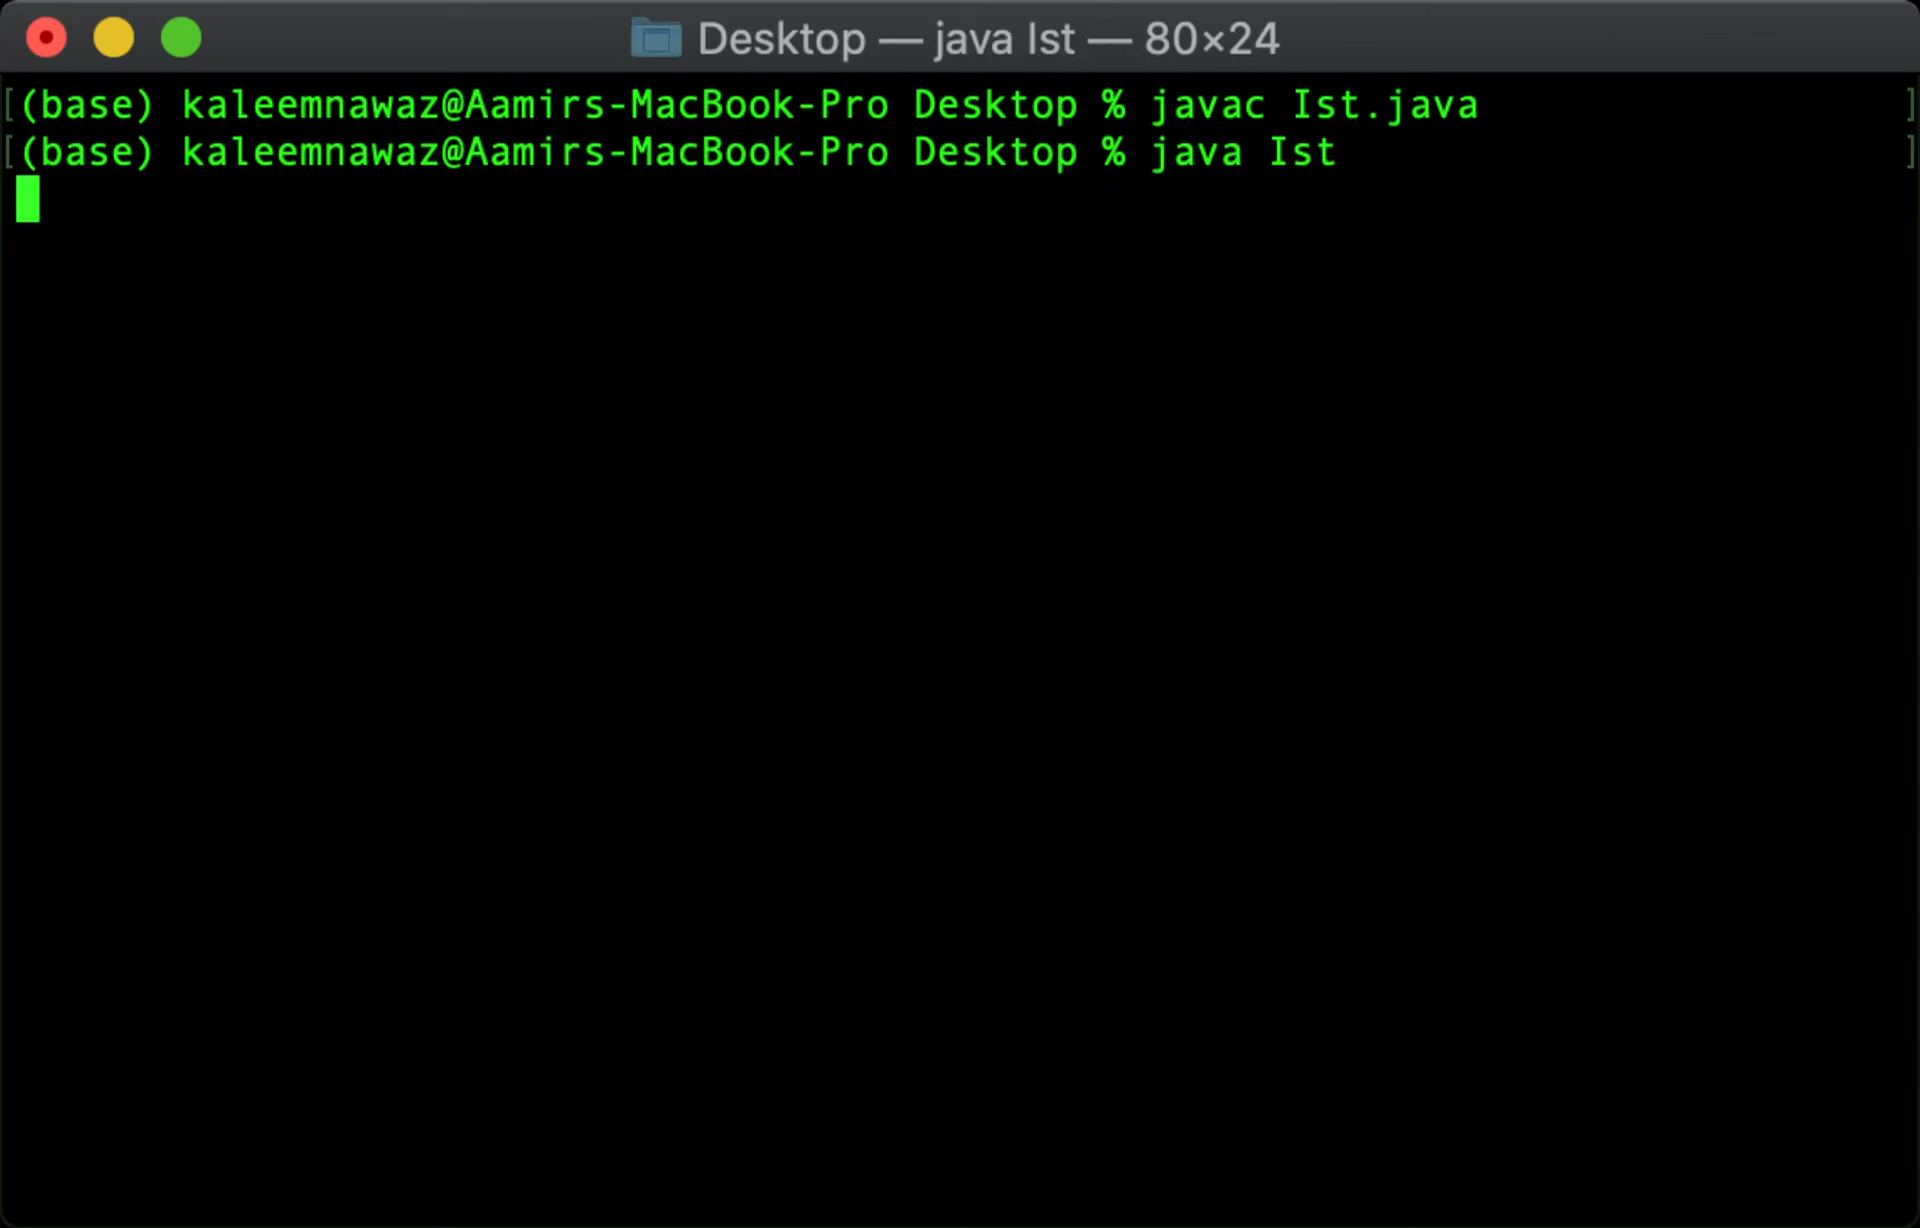 Desktop — java Ist — 80×24
[(base) kaleemnawaz@Aamirs-MacBook-Pro Desktop % javac Ist.java ]
[(base) kaleemnawaz@Aamirs-MacBook-Pro Desktop % java Ist ]